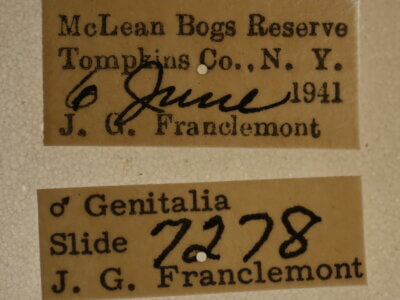 McLean Bogs Reserve
Tompkins Co., N. Y.
6 June 1941
J. G. Franclemont
♂ Genitalia
Slide 7278
J. G. Franclemont